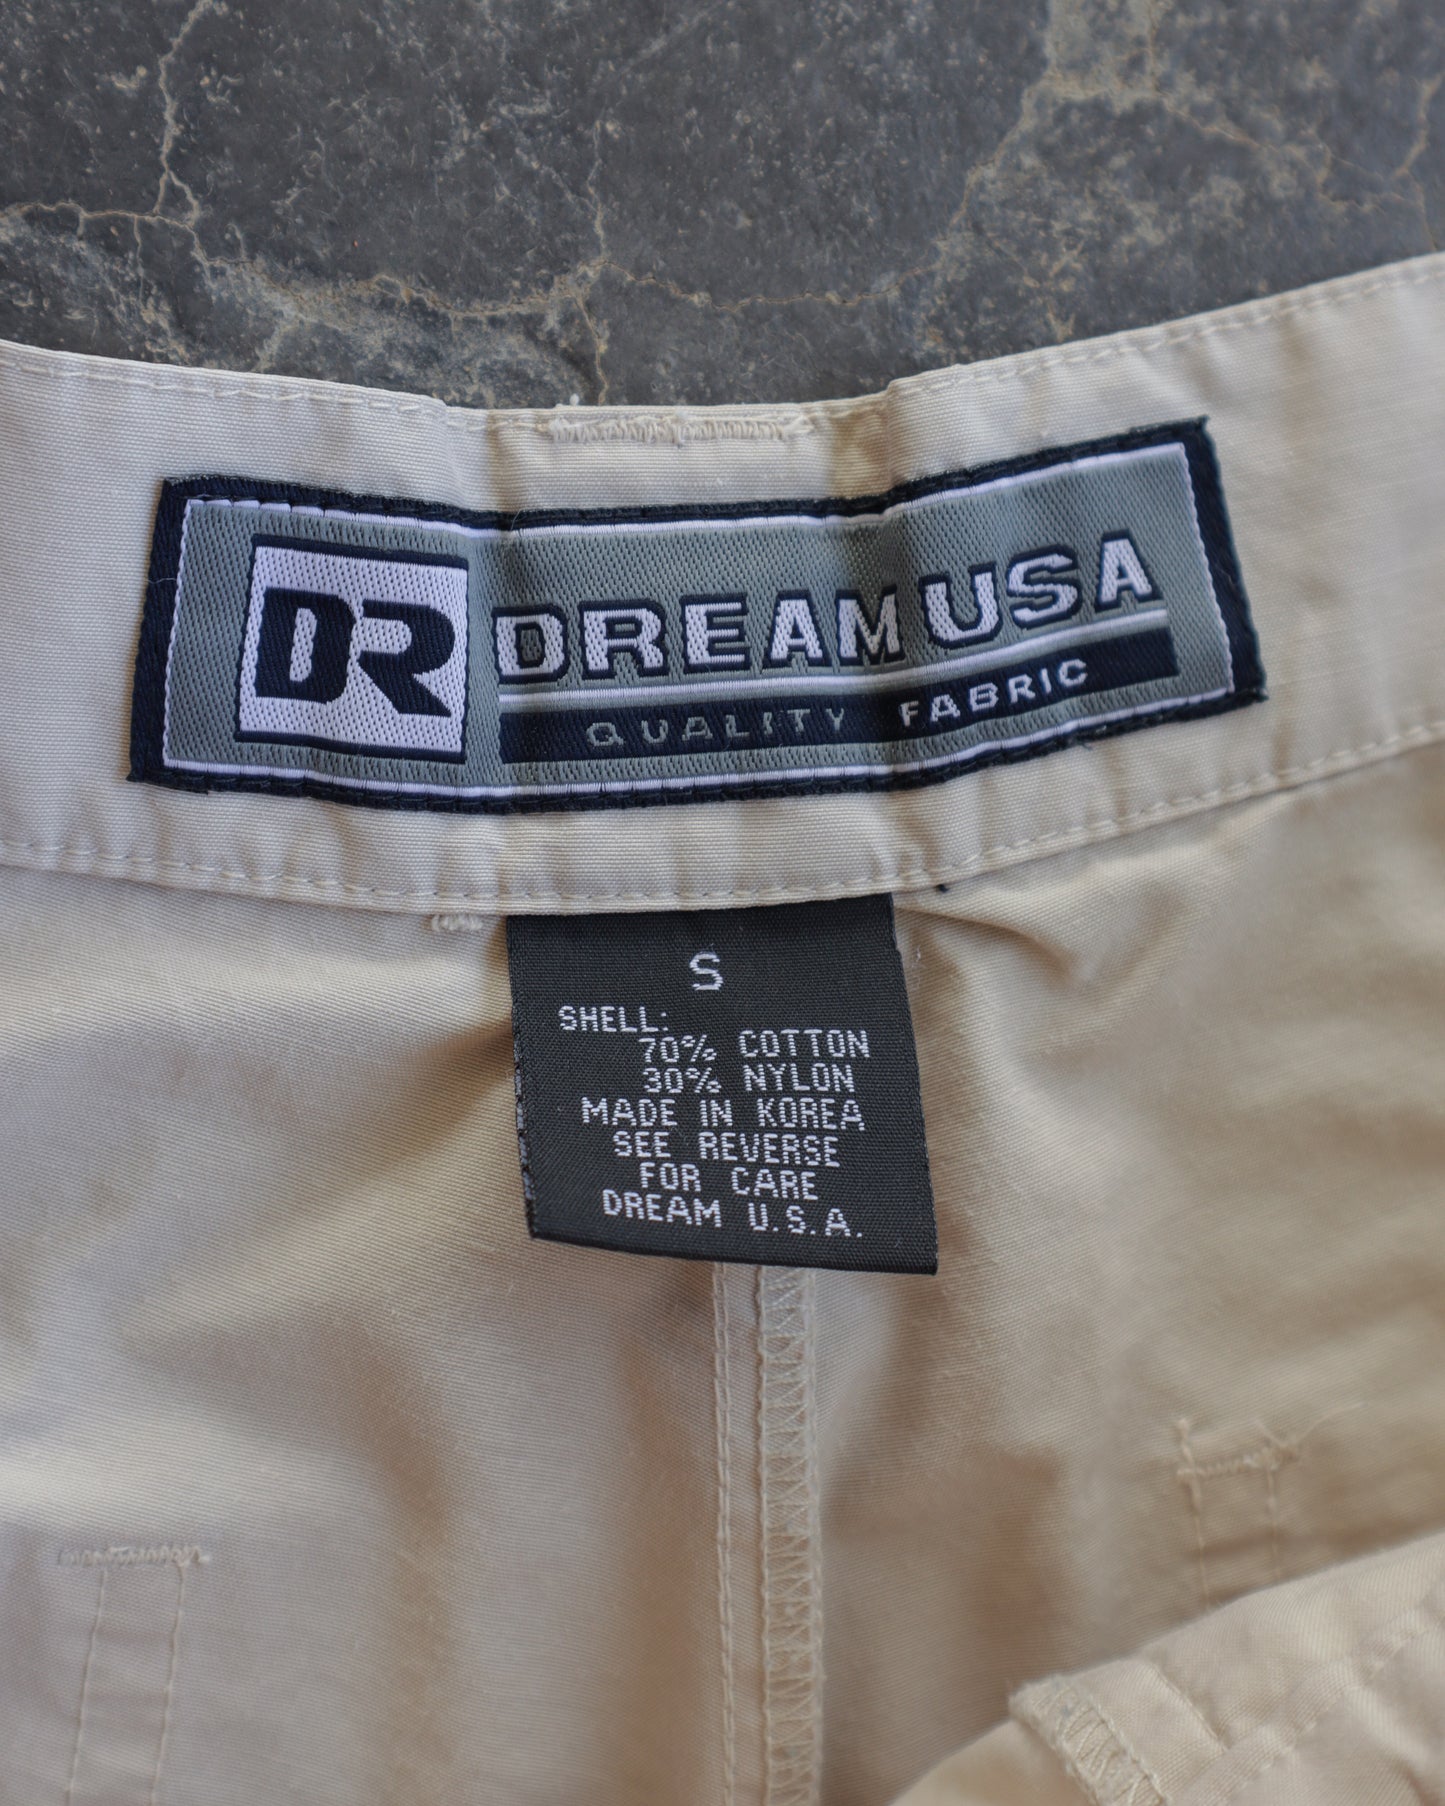 DR DREAM USA
QUALITY FABRIC
S
SHELL:
70% COTTON
30% NYLON
MADE IN KOREA
SEE REVERSE
FOR CARE
DREAM U.S.A.